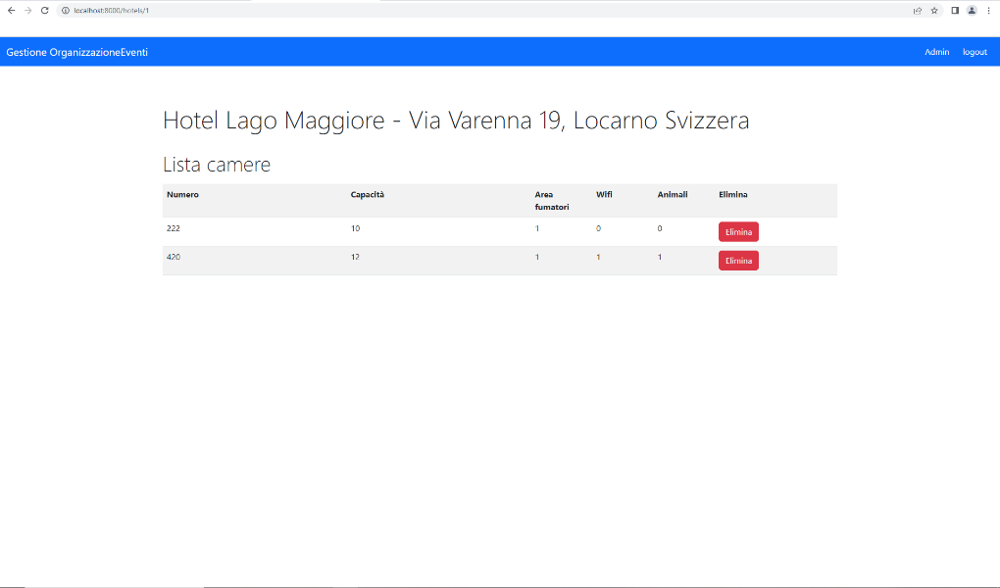 localhost:8000/hotels/1
Gestione OrganizzazioneEventi Admin logout
Hotel Lago Maggiore - Via Varenna 19, Locarno Svizzera
Lista camere
Numero Capacità Area fumatori Wifi Animali Elimina
222 10 1 0 0 Elimina
420 12 1 1 1 Elimina